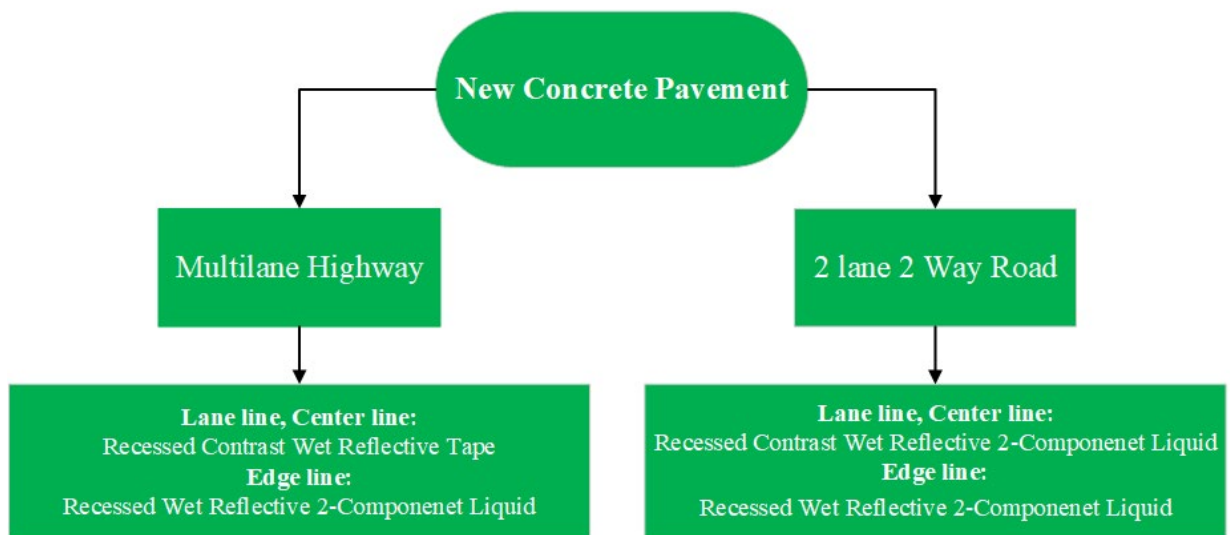 New Concrete Pavement
Multilane Highway
2 lane 2 Way Road
Lane line, Center line:
Recessed Contrast Wet Reflective Tape
Edge line:
Recessed Wet Reflective 2-Componenet Liquid
Lane line, Center line:
Recessed Contrast Wet Reflective 2-Componenet Liquid
Edge line:
Recessed Wet Reflective 2-Componenet Liquid